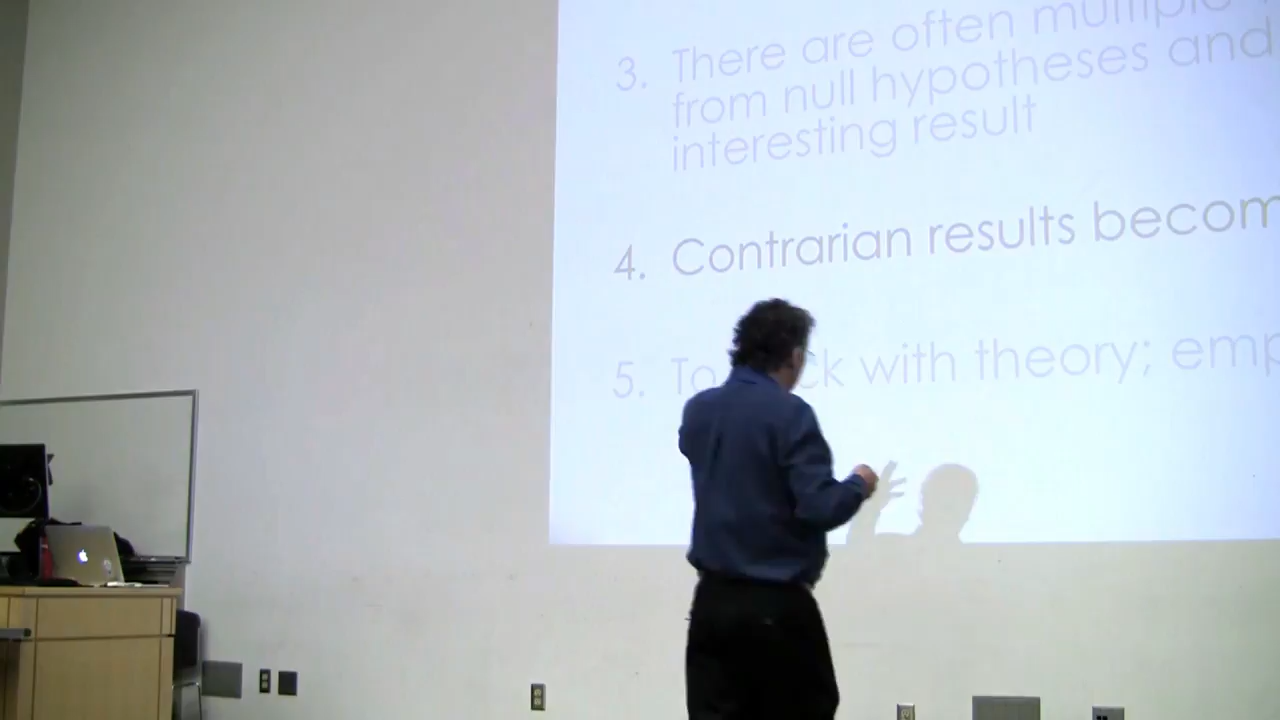 3. There are often multiple
from null hypotheses and
interesting result
4. Contrarian results becom
5. To with theory; emp